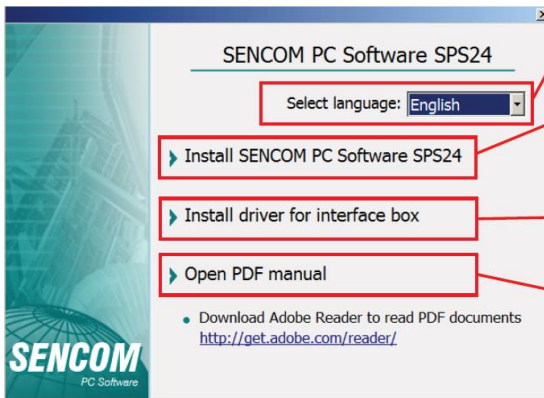 SENCOM PC Software SPS24
Select language: English
Install SENCOM PC Software SPS24
Install driver for interface box
Open PDF manual
Download Adobe Reader to read PDF documents
http://get.adobe.com/reader/
SENCOM
PC Software